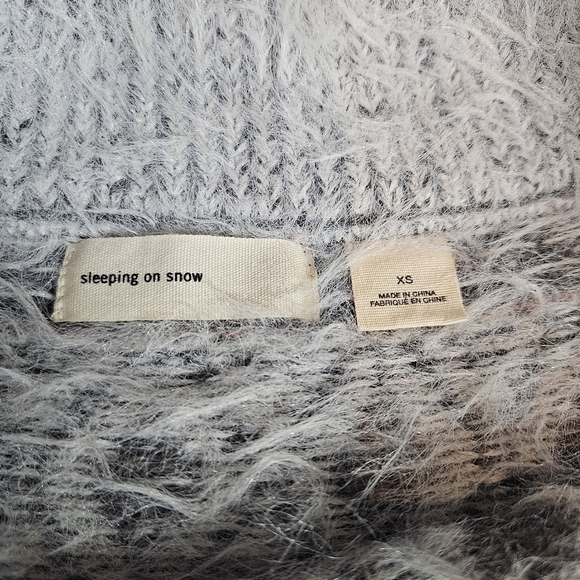 sleeping on snow
XS
MADE IN CHINA
FABRIQUÉ EN CHINE